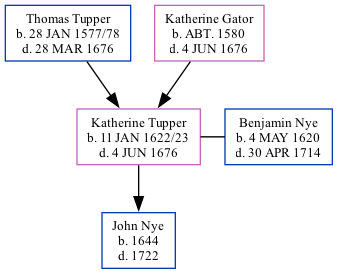 Thomas Tupper
b. 28 JAN 1577/78
d. 28 MAR 1676
Katherine Gator
b. ABT. 1580
d. 4 JUN 1676
Katherine Tupper
b. 11 JAN 1622/23
d. 4 JUN 1676
Benjamin Nye
b. 4 MAY 1620
d. 30 APR 1714
John Nye
b. 1644
d. 1722